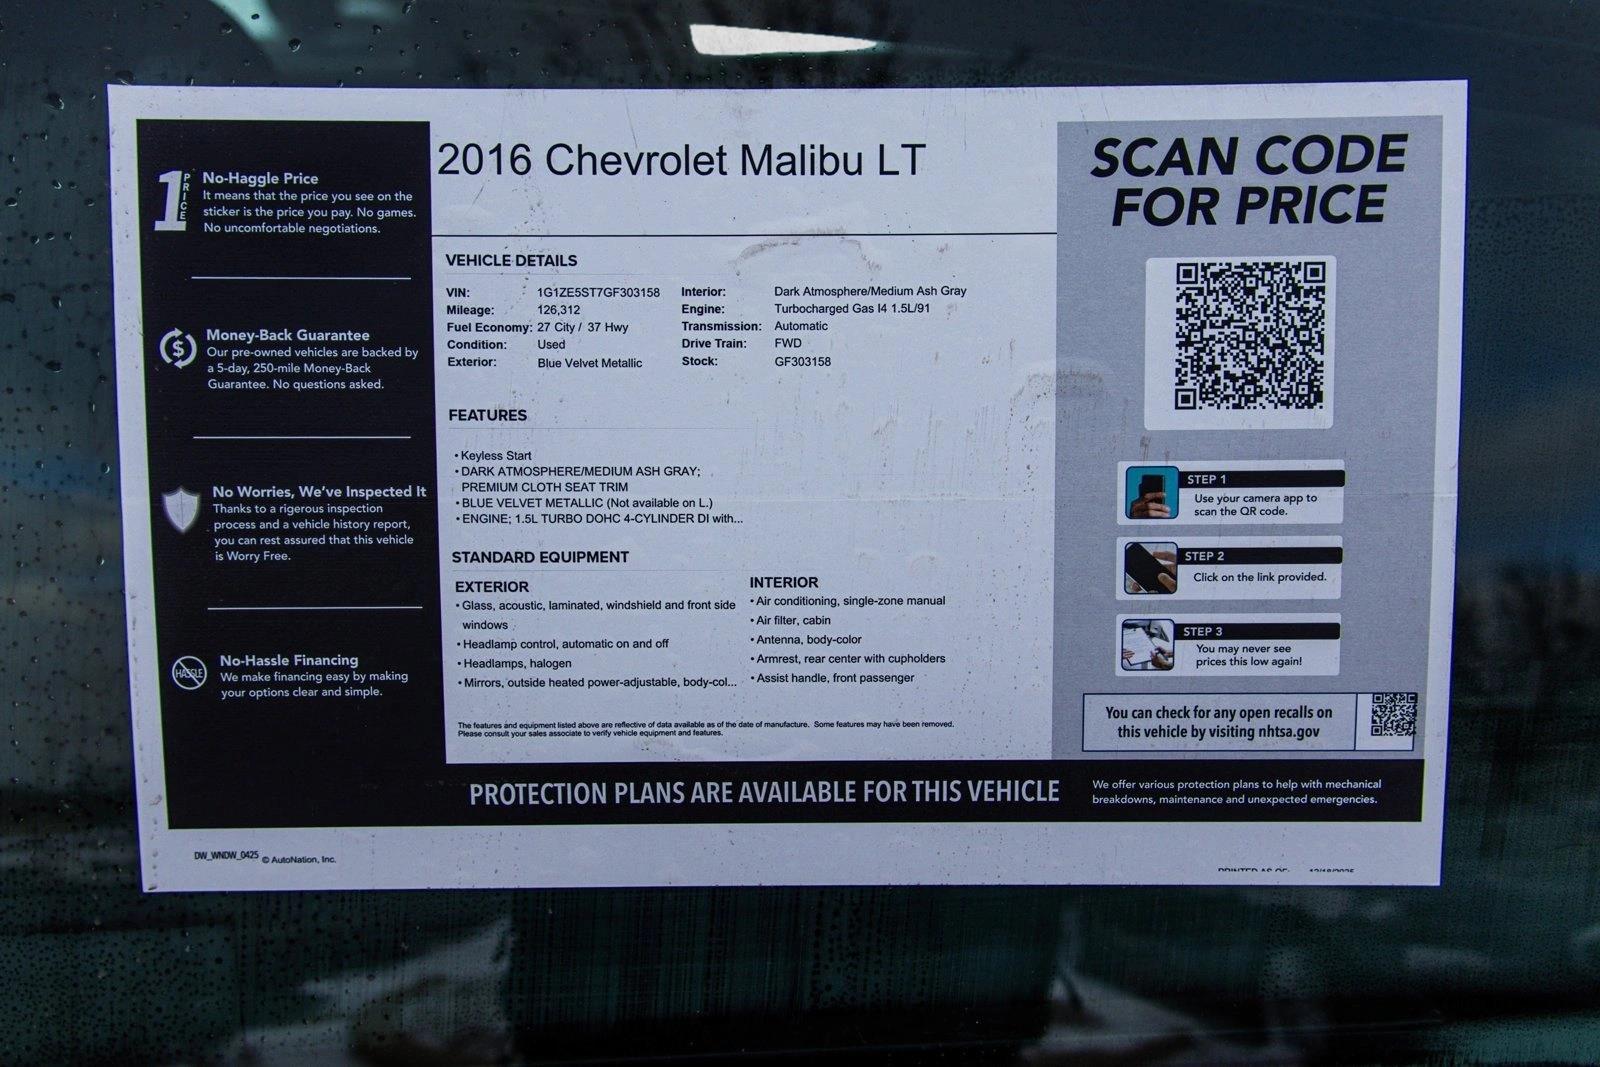 1 PRICE
No-Haggle Price
It means that the price you see on the
sticker is the price you pay. No games.
No uncomfortable negotiations.
$
Money-Back Guarantee
Our pre-owned vehicles are backed by
a 5-day, 250-mile Money-Back
Guarantee. No questions asked.
No Worries, We've Inspected It
Thanks to a rigerous inspection
process and a vehicle history report,
you can rest assured that this vehicle
is Worry Free.
HASSLE
No-Hassle Financing
We make financing easy by making
your options clear and simple.
2016 Chevrolet Malibu LT
VEHICLE DETAILS
VIN: 1G1ZE5ST7GF303158
Mileage: 126,312
Fuel Economy: 27 City / 37 Hwy
Condition: Used
Exterior: Blue Velvet Metallic
Interior: Dark Atmosphere/Medium Ash Gray
Engine: Turbocharged Gas I4 1.5L/91
Transmission: Automatic
Drive Train: FWD
Stock: GF303158
FEATURES
• Keyless Start
• DARK ATMOSPHERE/MEDIUM ASH GRAY;
PREMIUM CLOTH SEAT TRIM
• BLUE VELVET METALLIC (Not available on L.)
• ENGINE; 1.5L TURBO DOHC 4-CYLINDER DI with...
STANDARD EQUIPMENT
EXTERIOR
• Glass, acoustic, laminated, windshield and front side
windows
• Headlamp control, automatic on and off
• Headlamps, halogen
• Mirrors, outside heated power-adjustable, body-col...
INTERIOR
• Air conditioning, single-zone manual
• Air filter, cabin
• Antenna, body-color
• Armrest, rear center with cupholders
• Assist handle, front passenger
The features and equipment listed above are reflective of data available as of the date of manufacture. Some features may have been removed.
Please consult your sales associate to verify vehicle equipment and features.
SCAN CODE
FOR PRICE
STEP 1
Use your camera app to
scan the QR code.
STEP 2
Click on the link provided.
STEP 3
You may never see
prices this low again!
You can check for any open recalls on
this vehicle by visiting nhtsa.gov
PROTECTION PLANS ARE AVAILABLE FOR THIS VEHICLE
We offer various protection plans to help with mechanical
breakdowns, maintenance and unexpected emergencies.
DW_WNDW_0425 © AutoNation, Inc.
PRINTED AS OF: 12/18/2025